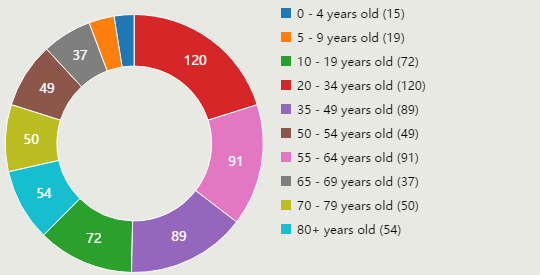 120
91
89
72
54
50
49
37
0 - 4 years old (15)
5 - 9 years old (19)
10 - 19 years old (72)
20 - 34 years old (120)
35 - 49 years old (89)
50 - 54 years old (49)
55 - 64 years old (91)
65 - 69 years old (37)
70 - 79 years old (50)
80+ years old (54)